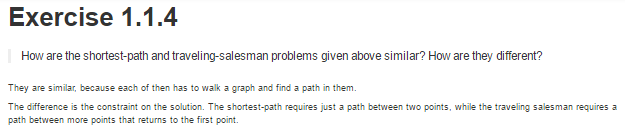 Exercise 1.1.4
How are the shortest-path and traveling-salesman problems given above similar? How are they different?
They are similar, because each of then has to walk a graph and find a path in them.
The difference is the constraint on the solution. The shortest-path requires just a path between two points, while the traveling salesman requires a
path between more points that returns to the first point.